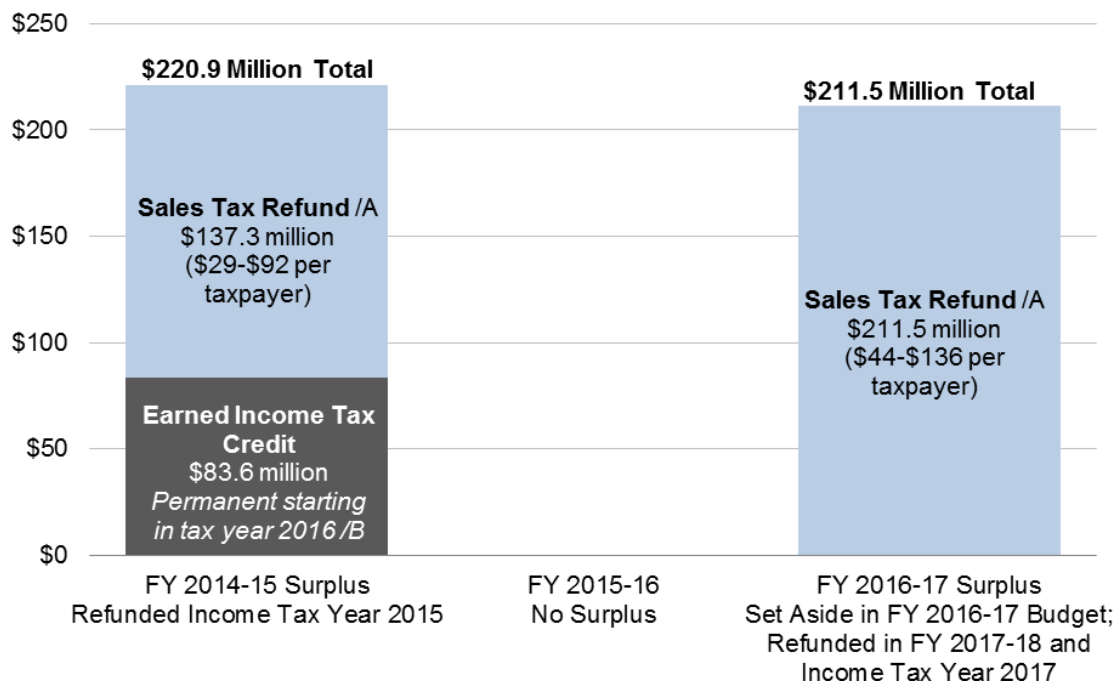 $250
$220.9 Million Total
$211.5 Million Total
$200
Sales Tax Refund /A
$137.3 million
($29-$92 per
taxpayer)
$150
Sales Tax Refund /A
$211.5 million
($44-$136 per
taxpayer)
$100
Earned Income Tax
Credit
$83.6 million
Permanent starting
in tax year 2016 /B
$50
$0
FY 2014-15 Surplus
Refunded Income Tax Year 2015
FY 2015-16
No Surplus
FY 2016-17 Surplus
Set Aside in FY 2016-17 Budget;
Refunded in FY 2017-18 and
Income Tax Year 2017